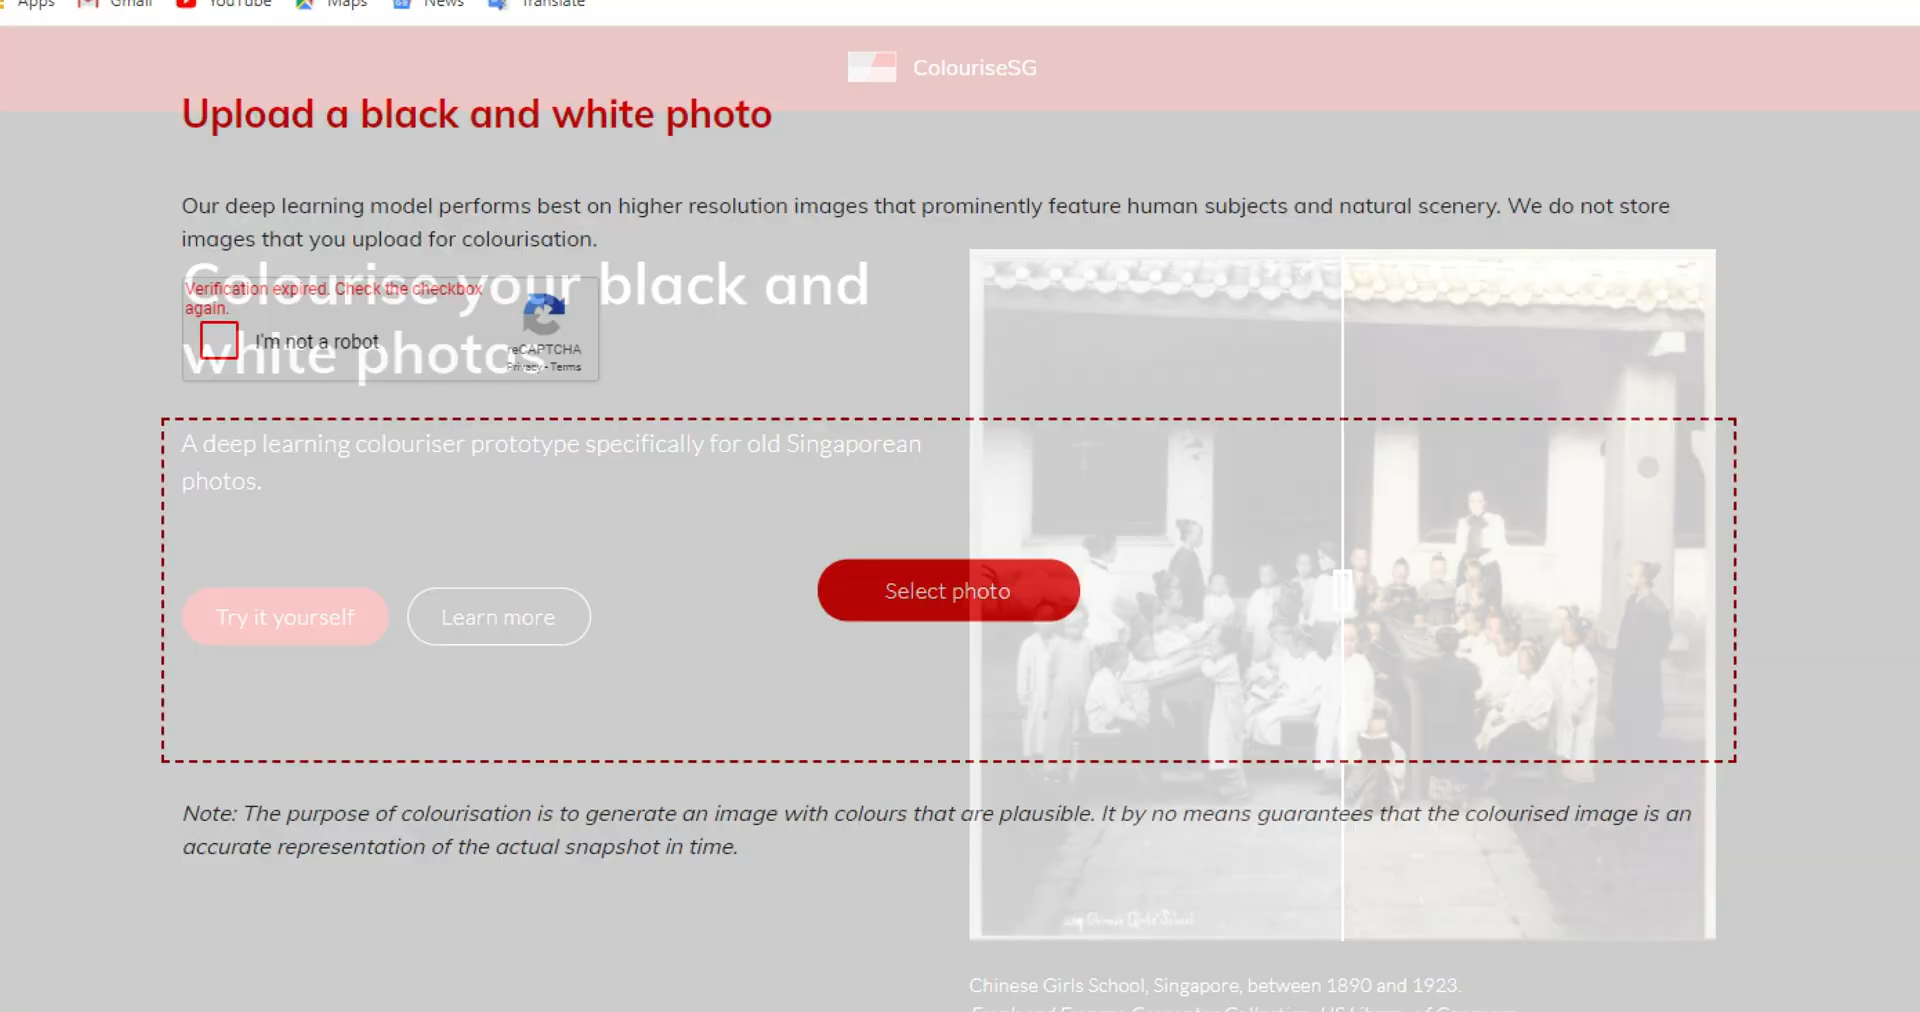 Apps Gmail YouTube Maps News Translate
ColouriseSG
Upload a black and white photo
Our deep learning model performs best on higher resolution images that prominently feature human subjects and natural scenery. We do not store
images that you upload for colourisation.
Colourise your black and
white photos.
Verification expired. Check the checkbox
again.
I'm not a robot
reCAPTCHA
Privacy - Terms
A deep learning colouriser prototype specifically for old Singaporean
photos.
Select photo
Try it yourself
Learn more
Note: The purpose of colourisation is to generate an image with colours that are plausible. It by no means guarantees that the colourised image is an
accurate representation of the actual snapshot in time.
Chinese Girls' School
Chinese Girls School, Singapore, between 1890 and 1923.